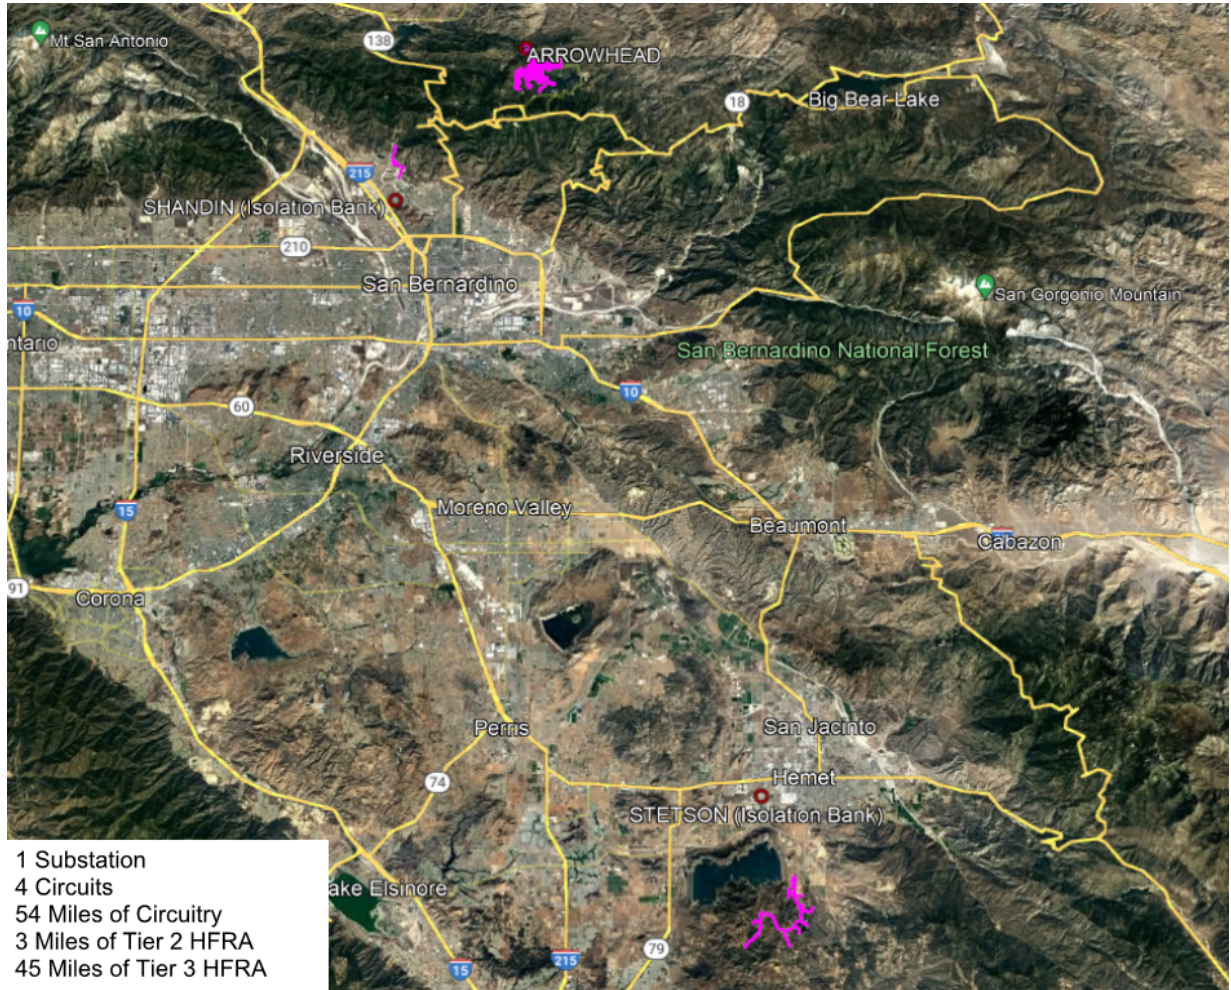 138
Mt San Antonio
ARROWHEAD
18
Big Bear Lake
215
SHANDIN (Isolation Bank)
210
San Bernardino
San Gorgonio Mountain
10
ntario
San Bernardino National Forest
10
60
Riverside
15
Moreno Valley
Beaumont
Cabazon
91
Corona
Perris
San Jacinto
74
Hemet
STETSON (Isolation Bank)
1 Substation
4 Circuits
54 Miles of Circuitry
3 Miles of Tier 2 HFRA
45 Miles of Tier 3 HFRA
ake Elsinore
79
215
15